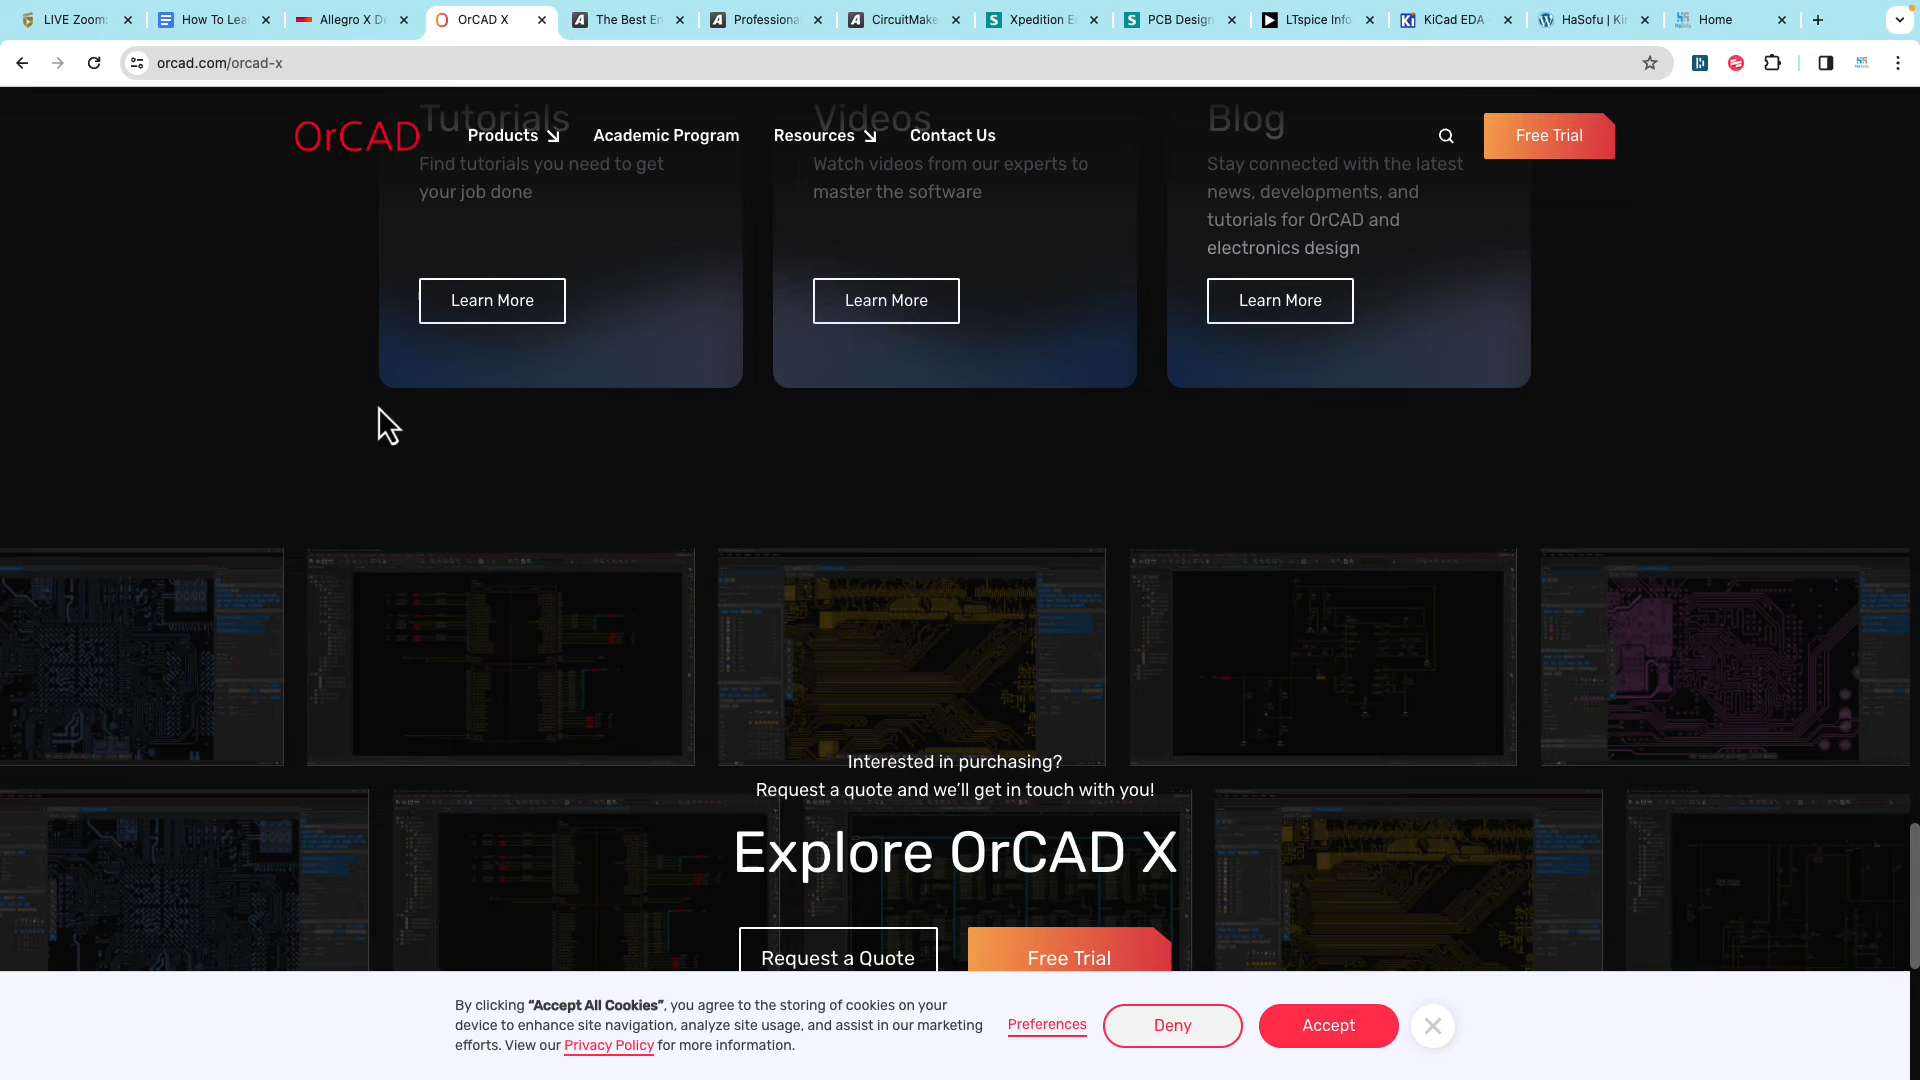 LIVE Zoom:
How To Lea
Allegro X De
OrCAD X
The Best En
Professiona
CircuitMake
Xpedition E
PCB Design
LTspice Info
KiCad EDA
HaSofu | Kir
Home
orcad.com/orcad-x
OrCAD
Products
Academic Program
Resources
Contact Us
Free Trial
Tutorials
Find tutorials you need to get
your job done
Learn More
Videos
Watch videos from our experts to
master the software
Learn More
Blog
Stay connected with the latest
news, developments, and
tutorials for OrCAD and
electronics design
Learn More
Interested in purchasing?
Request a quote and we’ll get in touch with you!
Explore OrCAD X
Request a Quote
Free Trial
By clicking “Accept All Cookies”, you agree to the storing of cookies on your
device to enhance site navigation, analyze site usage, and assist in our marketing
efforts. View our Privacy Policy for more information.
Preferences
Deny
Accept